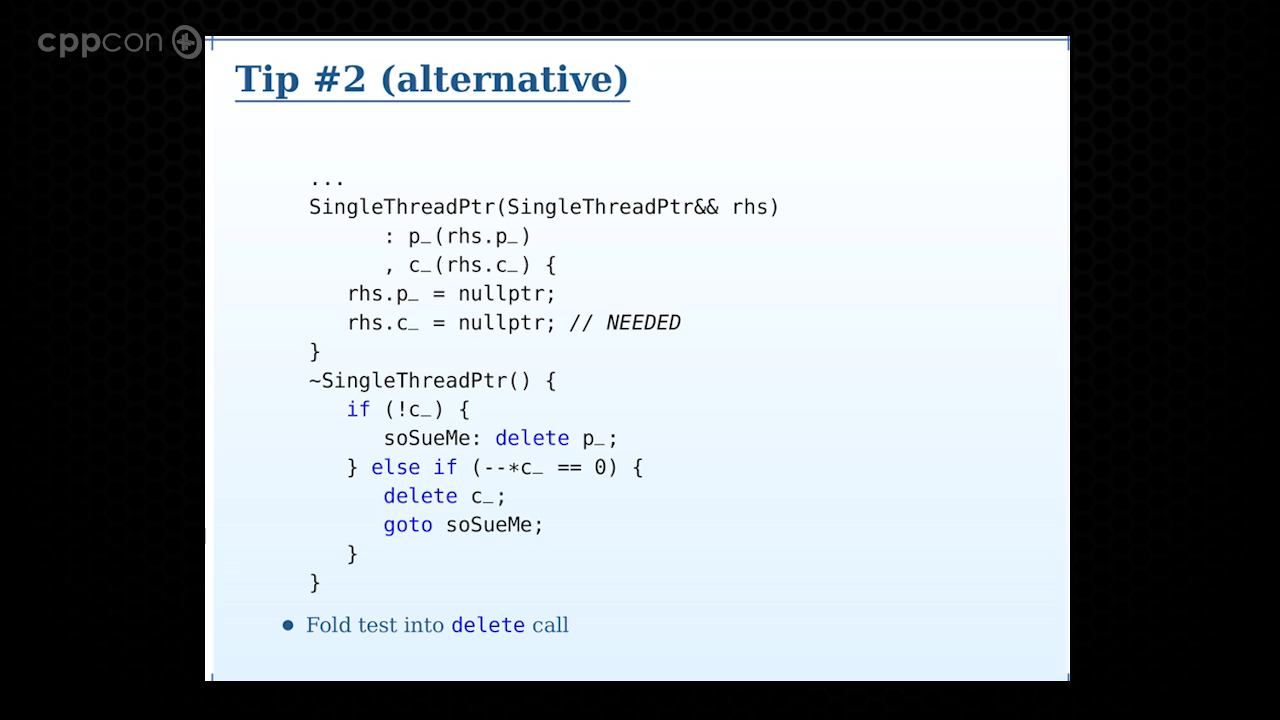 cppcon
Tip #2 (alternative)
...
SingleThreadPtr(SingleThreadPtr&& rhs)
: p_(rhs.p_)
, c_(rhs.c_) {
rhs.p_ = nullptr;
rhs.c_ = nullptr; // NEEDED
}
~SingleThreadPtr() {
if (!c_) {
soSueMe: delete p_;
} else if (--*c_ == 0) {
delete c_;
goto soSueMe;
}
}
• Fold test into delete call